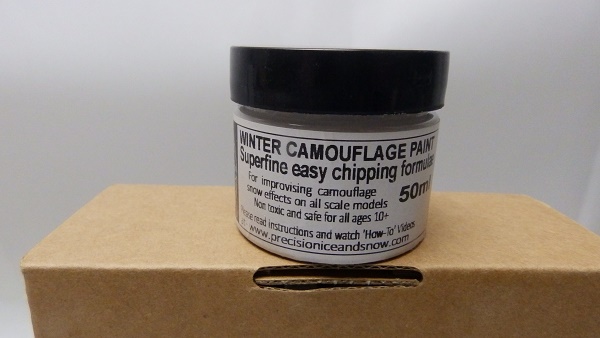 WINTER CAMOUFLAGE PAINT
Superfine easy chipping formula
For improvising camouflage
snow effects on all scale models
50ml
Non toxic and safe for all ages 10+
Please read instructions and watch 'How-To' Videos
www.precisioniceandsnow.com